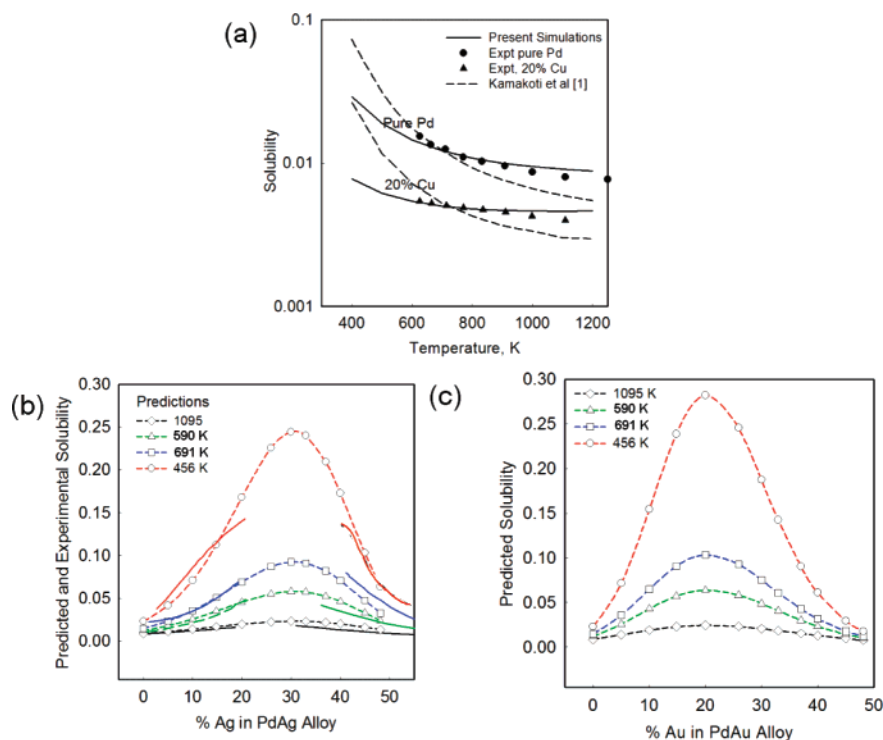 (a)
0.1
0.01
0.001
Solubility
Present Simulations
Expt pure Pd
Expt, 20% Cu
Kamakoti et al [1]
Pure Pd
20% Cu
400 600 800 1000 1200
Temperature, K
(b)
0.30
0.25
0.20
0.15
0.10
0.05
0.00
Predicted and Experimental Solubility
Predictions
1095
590 K
691 K
456 K
0 10 20 30 40 50
% Ag in PdAg Alloy
(c)
0.30
0.25
0.20
0.15
0.10
0.05
0.00
Predicted Solubility
1095 K
590 K
691 K
456 K
0 10 20 30 40 50
% Au in PdAu Alloy